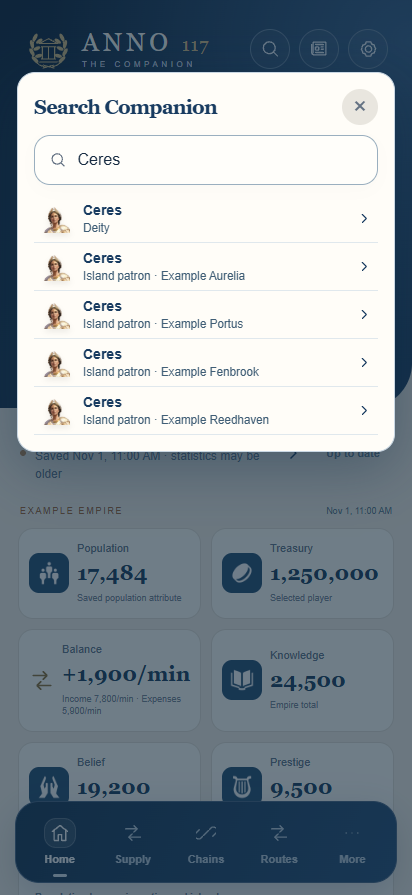 ANNO 117
THE COMPANION
Search Companion
Ceres
Ceres
Deity
Ceres
Island patron · Example Aurelia
Ceres
Island patron · Example Portus
Ceres
Island patron · Example Fenbrook
Ceres
Island patron · Example Reedhaven
Saved Nov 1, 11:00 AM · statistics may be
older
Up to date
EXAMPLE EMPIRE
Nov 1, 11:00 AM
Population
17,484
Saved population attribute
Treasury
1,250,000
Selected player
Balance
+1,900/min
Income 7,800/min · Expenses
5,900/min
Knowledge
24,500
Empire total
Belief
19,200
Prestige
9,500
Home
Supply
Chains
Routes
More